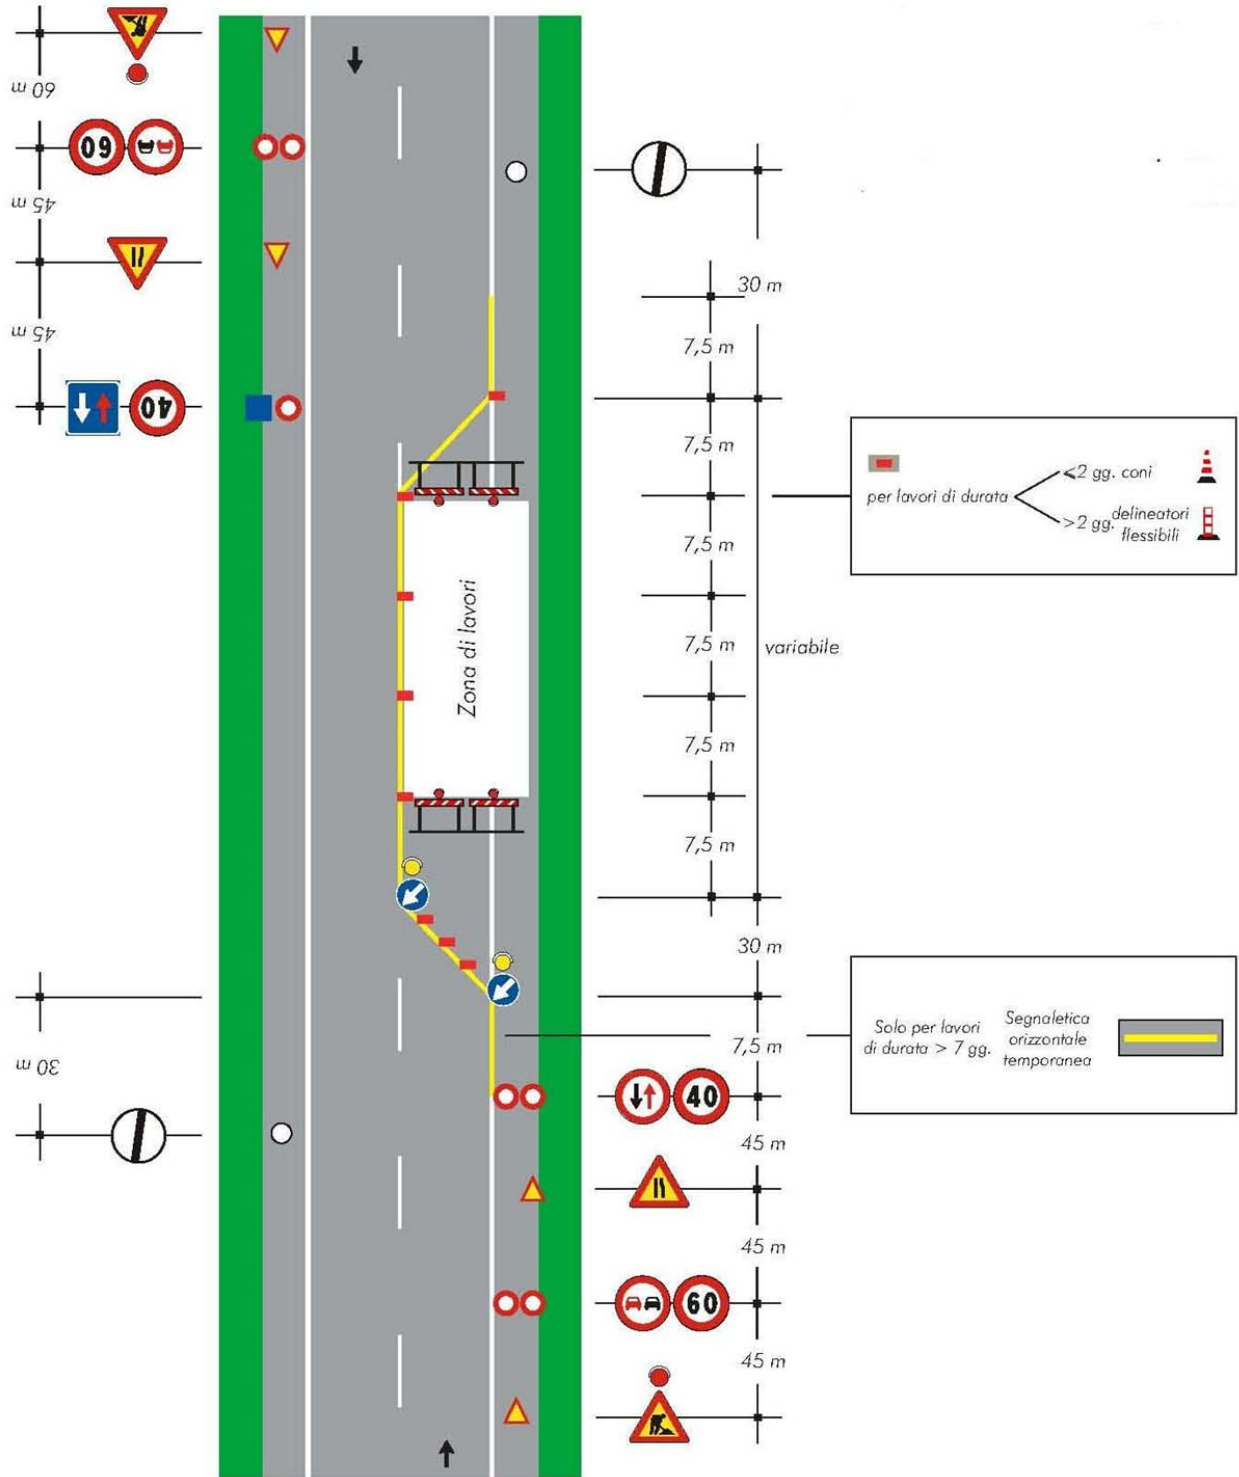 60 m
60
45 m
45 m
40
30 m
7,5 m
7,5 m
7,5 m
7,5 m
7,5 m
7,5 m
variabile
per lavori di durata
<2 gg. coni
>2 gg. delineatori
flessibili
Zona di lavori
30 m
7,5 m
Solo per lavori
di durata > 7 gg.
Segnaletica
orizzontale
temporanea
30 m
40
45 m
45 m
60
45 m